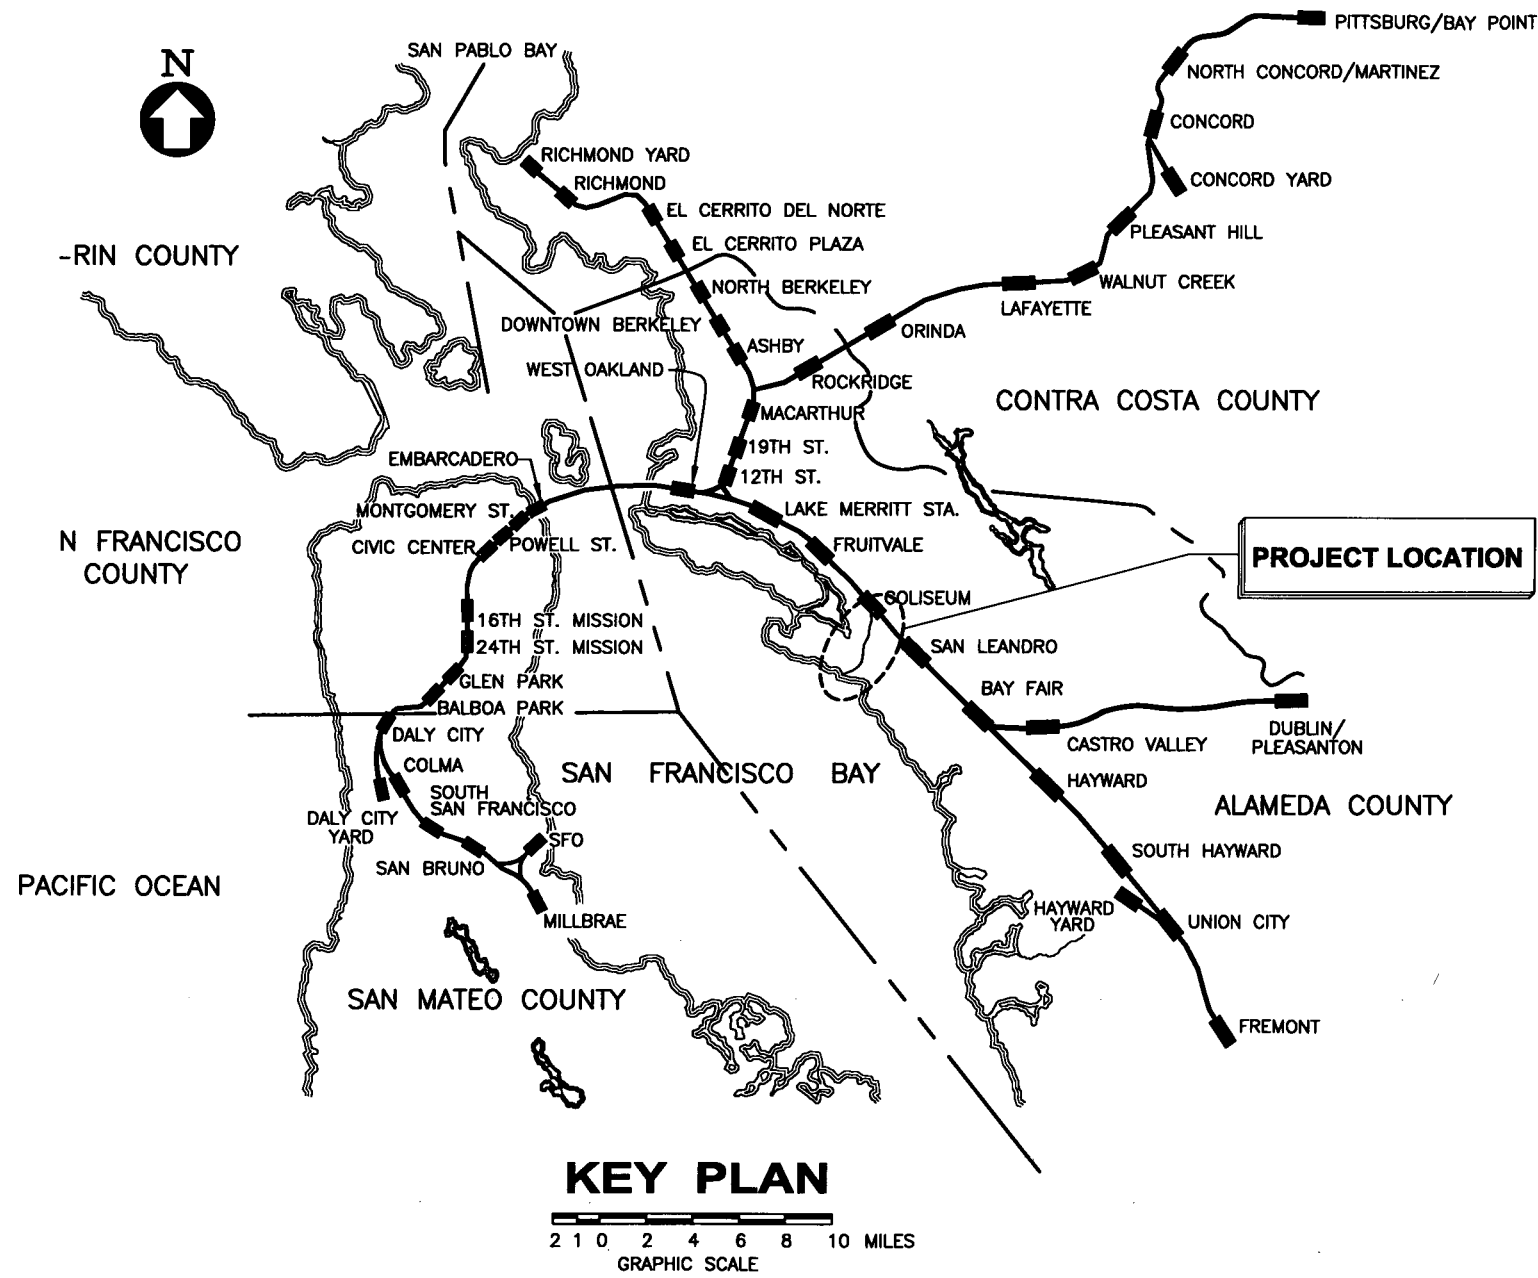 PITTSBURG/BAY POINT
SAN PABLO BAY
N
NORTH CONCORD/MARTINEZ
CONCORD
RICHMOND YARD
RICHMOND
CONCORD YARD
EL CERRITO DEL NORTE
PLEASANT HILL
EL CERRITO PLAZA
-RIN COUNTY
WALNUT CREEK
NORTH BERKELEY
LAFAYETTE
DOWNTOWN BERKELEY
ORINDA
ASHBY
WEST OAKLAND
ROCKRIDGE
CONTRA COSTA COUNTY
MACARTHUR
19TH ST.
EMBARCADERO
12TH ST.
MONTGOMERY ST.
LAKE MERRITT STA.
N FRANCISCO
COUNTY
CIVIC CENTER
POWELL ST.
FRUITVALE
PROJECT LOCATION
COLISEUM
16TH ST. MISSION
24TH ST. MISSION
SAN LEANDRO
GLEN PARK
BAY FAIR
BALBOA PARK
DALY CITY
CASTRO VALLEY
DUBLIN/
PLEASANTON
COLMA
SAN FRANCISCO BAY
HAYWARD
SOUTH
SAN FRANCISCO
ALAMEDA COUNTY
DALY CITY
YARD
SFO
SOUTH HAYWARD
SAN BRUNO
PACIFIC OCEAN
HAYWARD
YARD
MILLBRAE
UNION CITY
SAN MATEO COUNTY
FREMONT
KEY PLAN
2 1 0 2 4 6 8 10 MILES
GRAPHIC SCALE